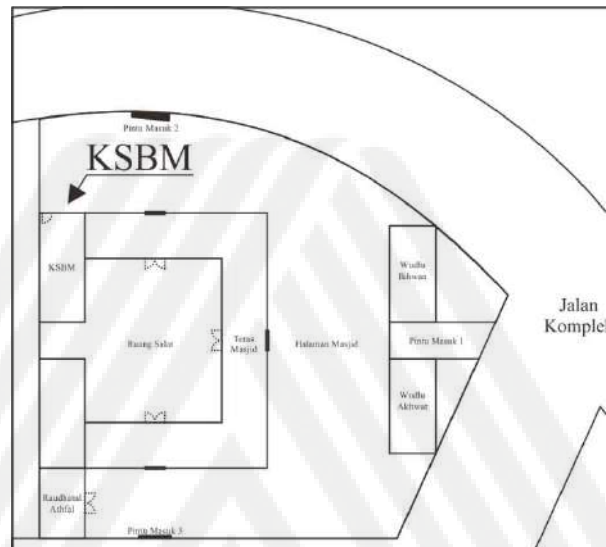 Pintu Masuk 2
KSBM
KSBM
Wudhu
Ikhwan
Jalan
Komplek
Ruang Salat
Teras
Masjid
Halaman Masjid
Pintu Masuk 1
Wudhu
Akhwat
Raudhatul
Athfal
Pintu Masuk 3